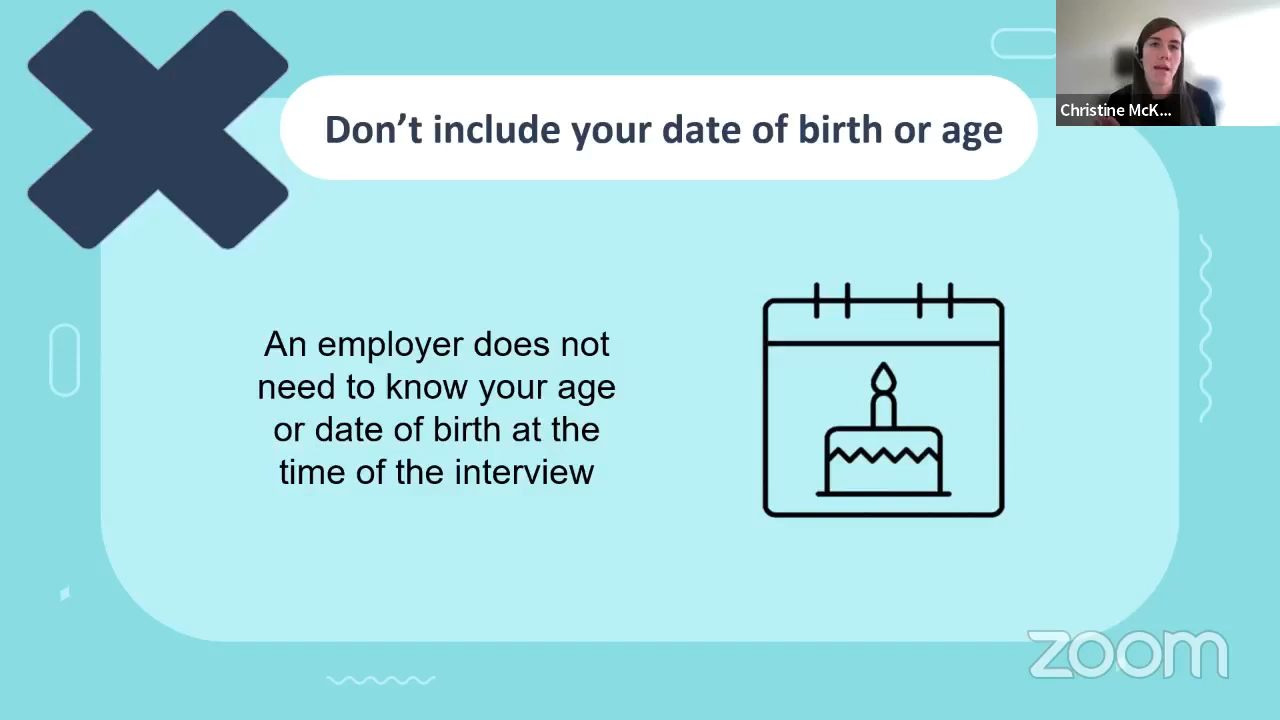 Don’t include your date of birth or age
Christine McK...
An employer does not
need to know your age
or date of birth at the
time of the interview
zoom